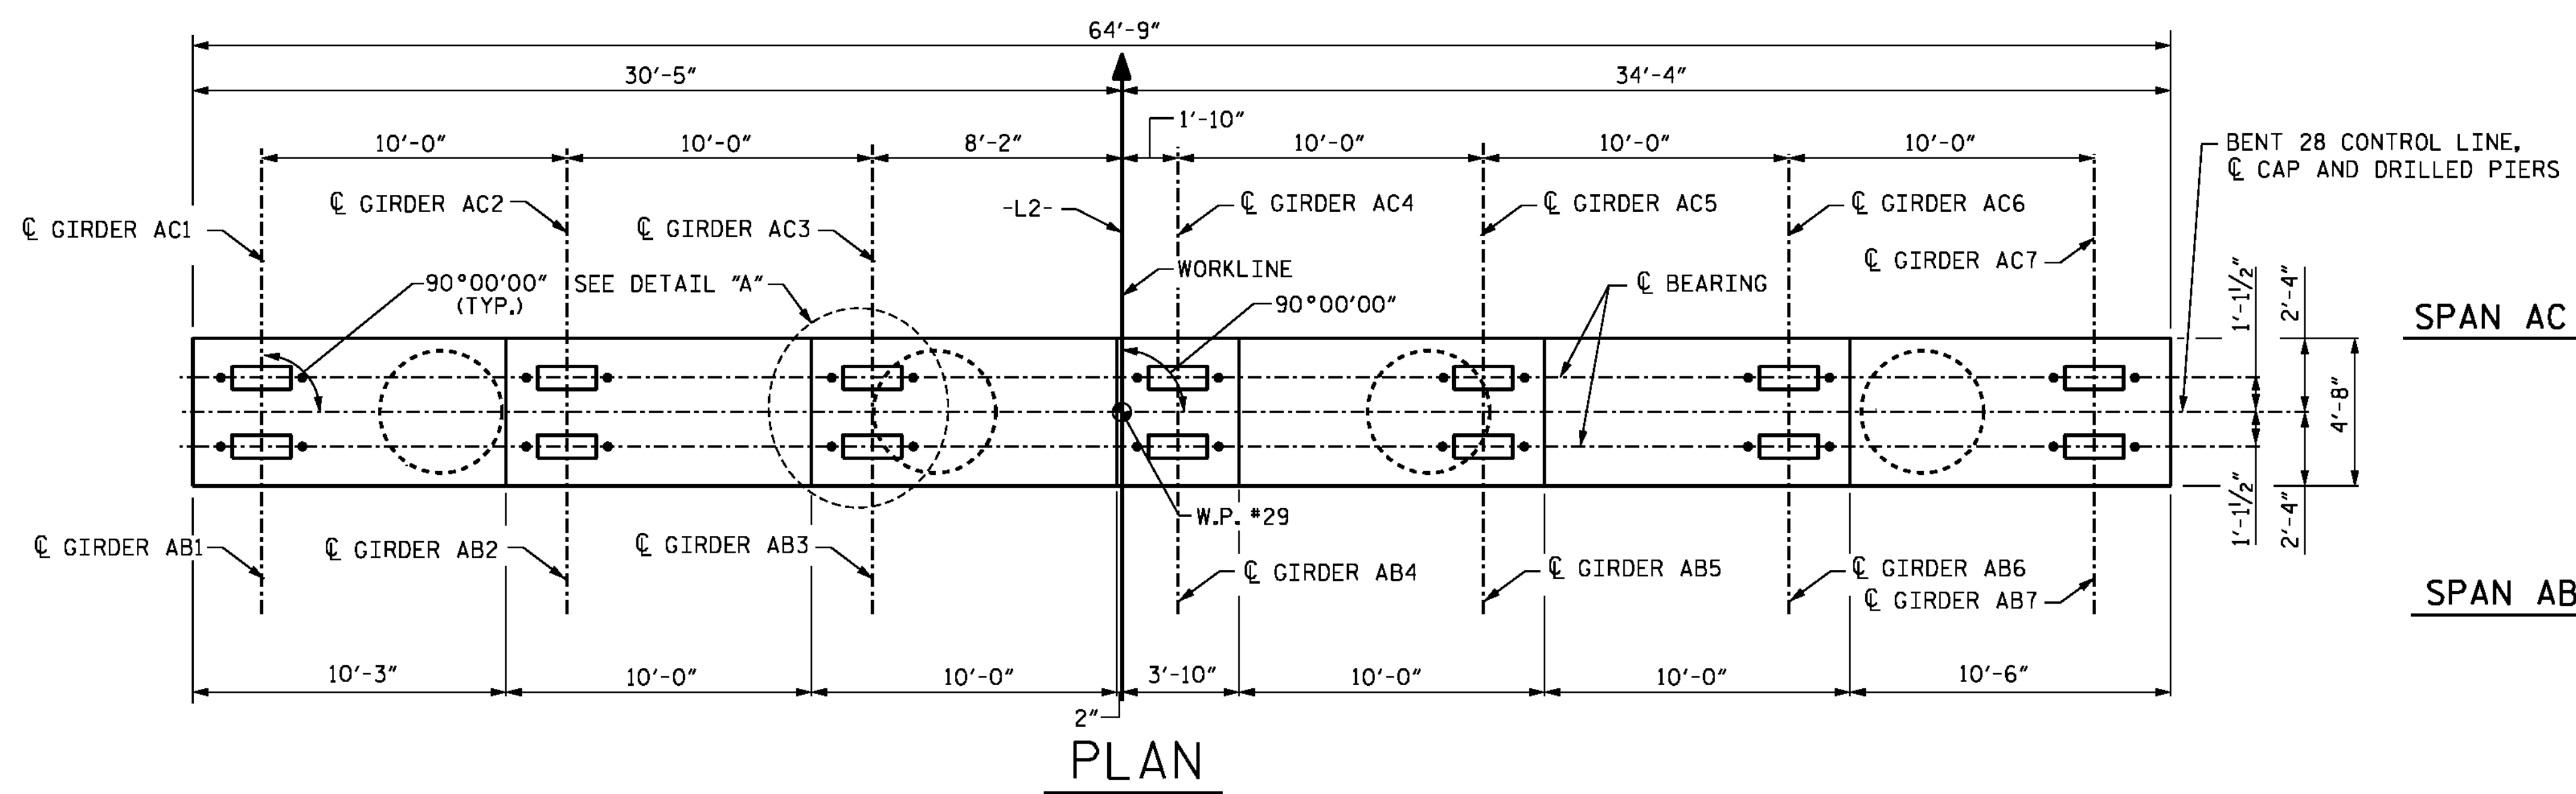 64'-9"
30'-5"
34'-4"
1'-10"
10'-0"
10'-0"
8'-2"
10'-0"
10'-0"
10'-0"
BENT 28 CONTROL LINE,
℄ CAP AND DRILLED PIERS
℄ GIRDER AC1
℄ GIRDER AC2
℄ GIRDER AC3
-L2-
℄ GIRDER AC4
℄ GIRDER AC5
℄ GIRDER AC6
℄ GIRDER AC7
90°00'00"
(TYP.)
SEE DETAIL "A"
WORKLINE
90°00'00"
℄ BEARING
1'-1½"
2'-4"
4'-8"
1'-1½"
2'-4"
SPAN AC
W.P. #29
℄ GIRDER AB1
℄ GIRDER AB2
℄ GIRDER AB3
℄ GIRDER AB4
℄ GIRDER AB5
℄ GIRDER AB6
℄ GIRDER AB7
SPAN AB
10'-3"
10'-0"
10'-0"
3'-10"
10'-0"
10'-0"
10'-6"
2"
PLAN